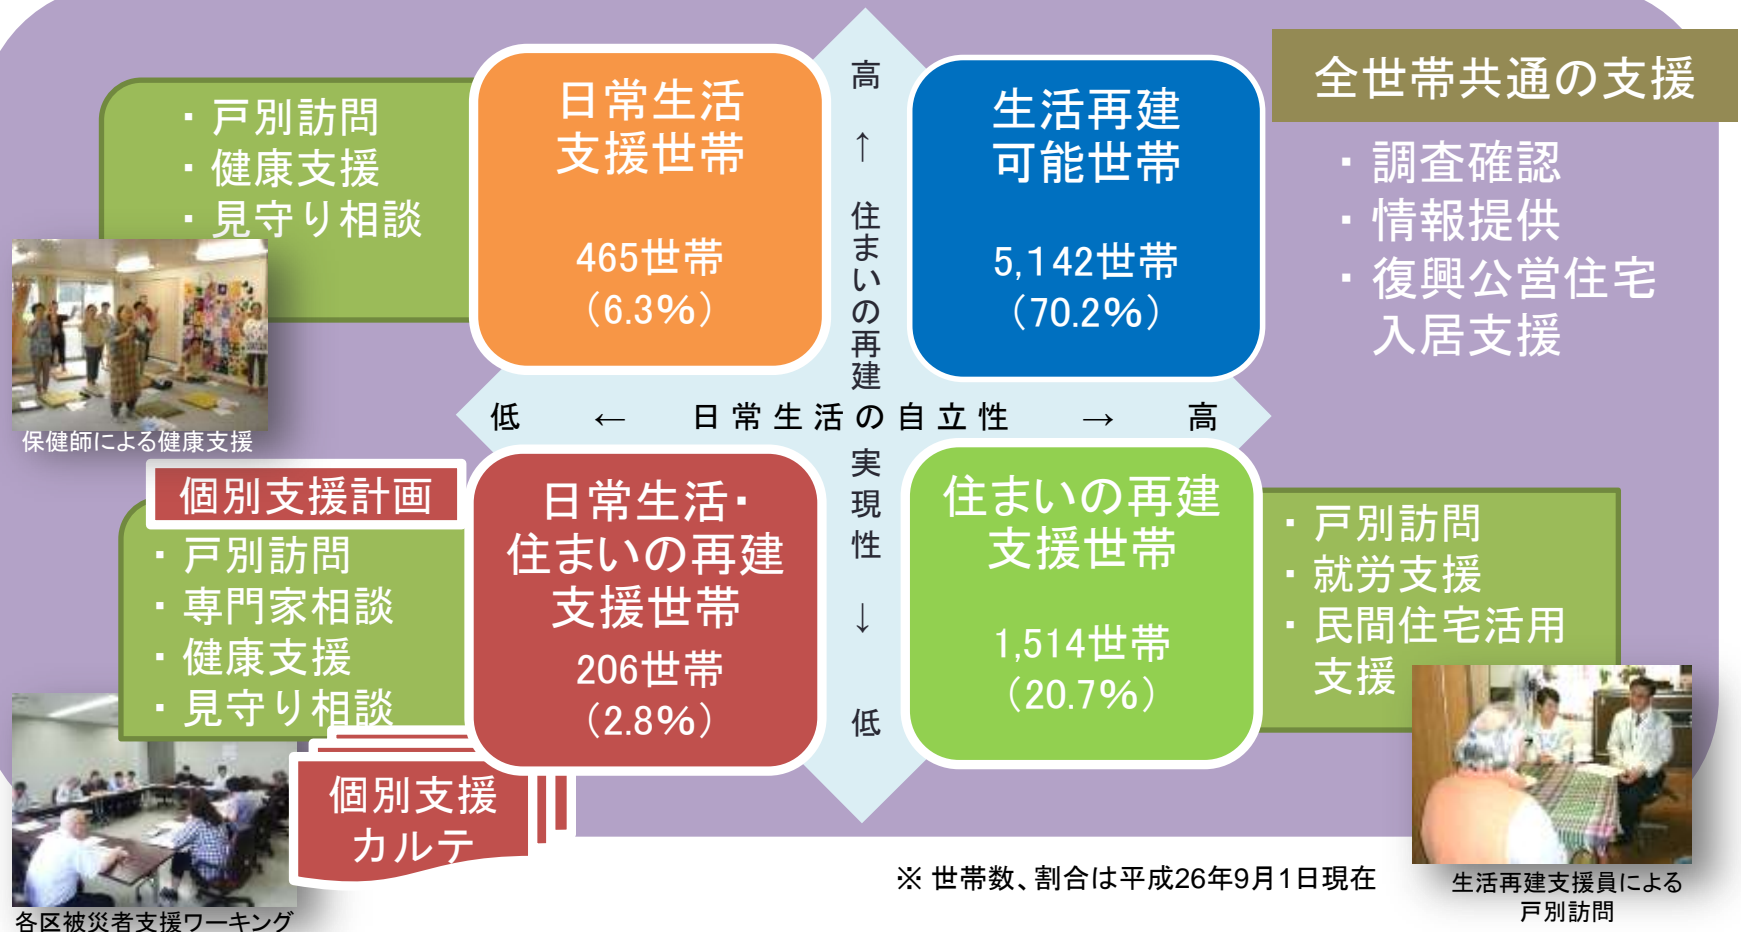 ・戸別訪問
・健康支援
・見守り相談
保健師による健康支援
日常生活
支援世帯
465世帯
（6.3％）
生活再建
可能世帯
5,142世帯
（70.2％）
全世帯共通の支援
・調査確認
・情報提供
・復興公営住宅
入居支援
高 ↑ 住まいの再建
実現性 ↓ 低
低 ← 日常生活の自立性 → 高
個別支援計画
・戸別訪問
・専門家相談
・健康支援
・見守り相談
日常生活・
住まいの再建
支援世帯
206世帯
（2.8％）
個別支援
カルテ
各区被災者支援ワーキング
住まいの再建
支援世帯
1,514世帯
（20.7％）
・戸別訪問
・就労支援
・民間住宅活用
支援
※ 世帯数、割合は平成26年9月1日現在
生活再建支援員による
戸別訪問